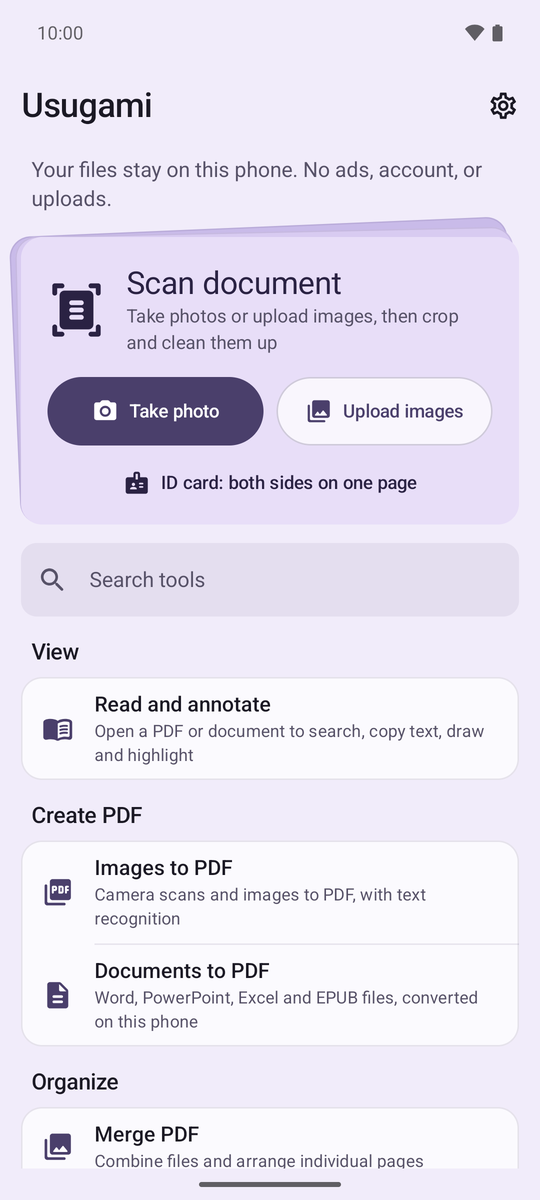 10:00
Usugami
Your files stay on this phone. No ads, account, or
uploads.
Scan document
Take photos or upload images, then crop
and clean them up
Take photo
Upload images
ID card: both sides on one page
Search tools
View
Read and annotate
Open a PDF or document to search, copy text, draw
and highlight
Create PDF
PDF
Images to PDF
Camera scans and images to PDF, with text
recognition
Documents to PDF
Word, PowerPoint, Excel and EPUB files, converted
on this phone
Organize
Merge PDF
Combine files and arrange individual pages